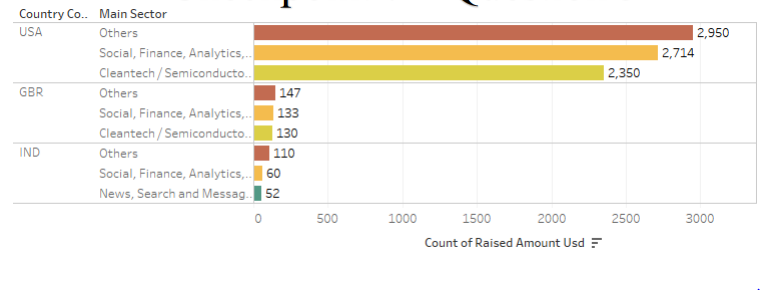 Country Co.. Main Sector
USA Others 2,950
Social, Finance, Analytics,.. 2,714
Cleantech / Semiconducto.. 2,350
GBR Others 147
Social, Finance, Analytics,.. 133
Cleantech / Semiconducto.. 130
IND Others 110
Social, Finance, Analytics,.. 60
News, Search and Messag.. 52
0 500 1000 1500 2000 2500 3000
Count of Raised Amount Usd